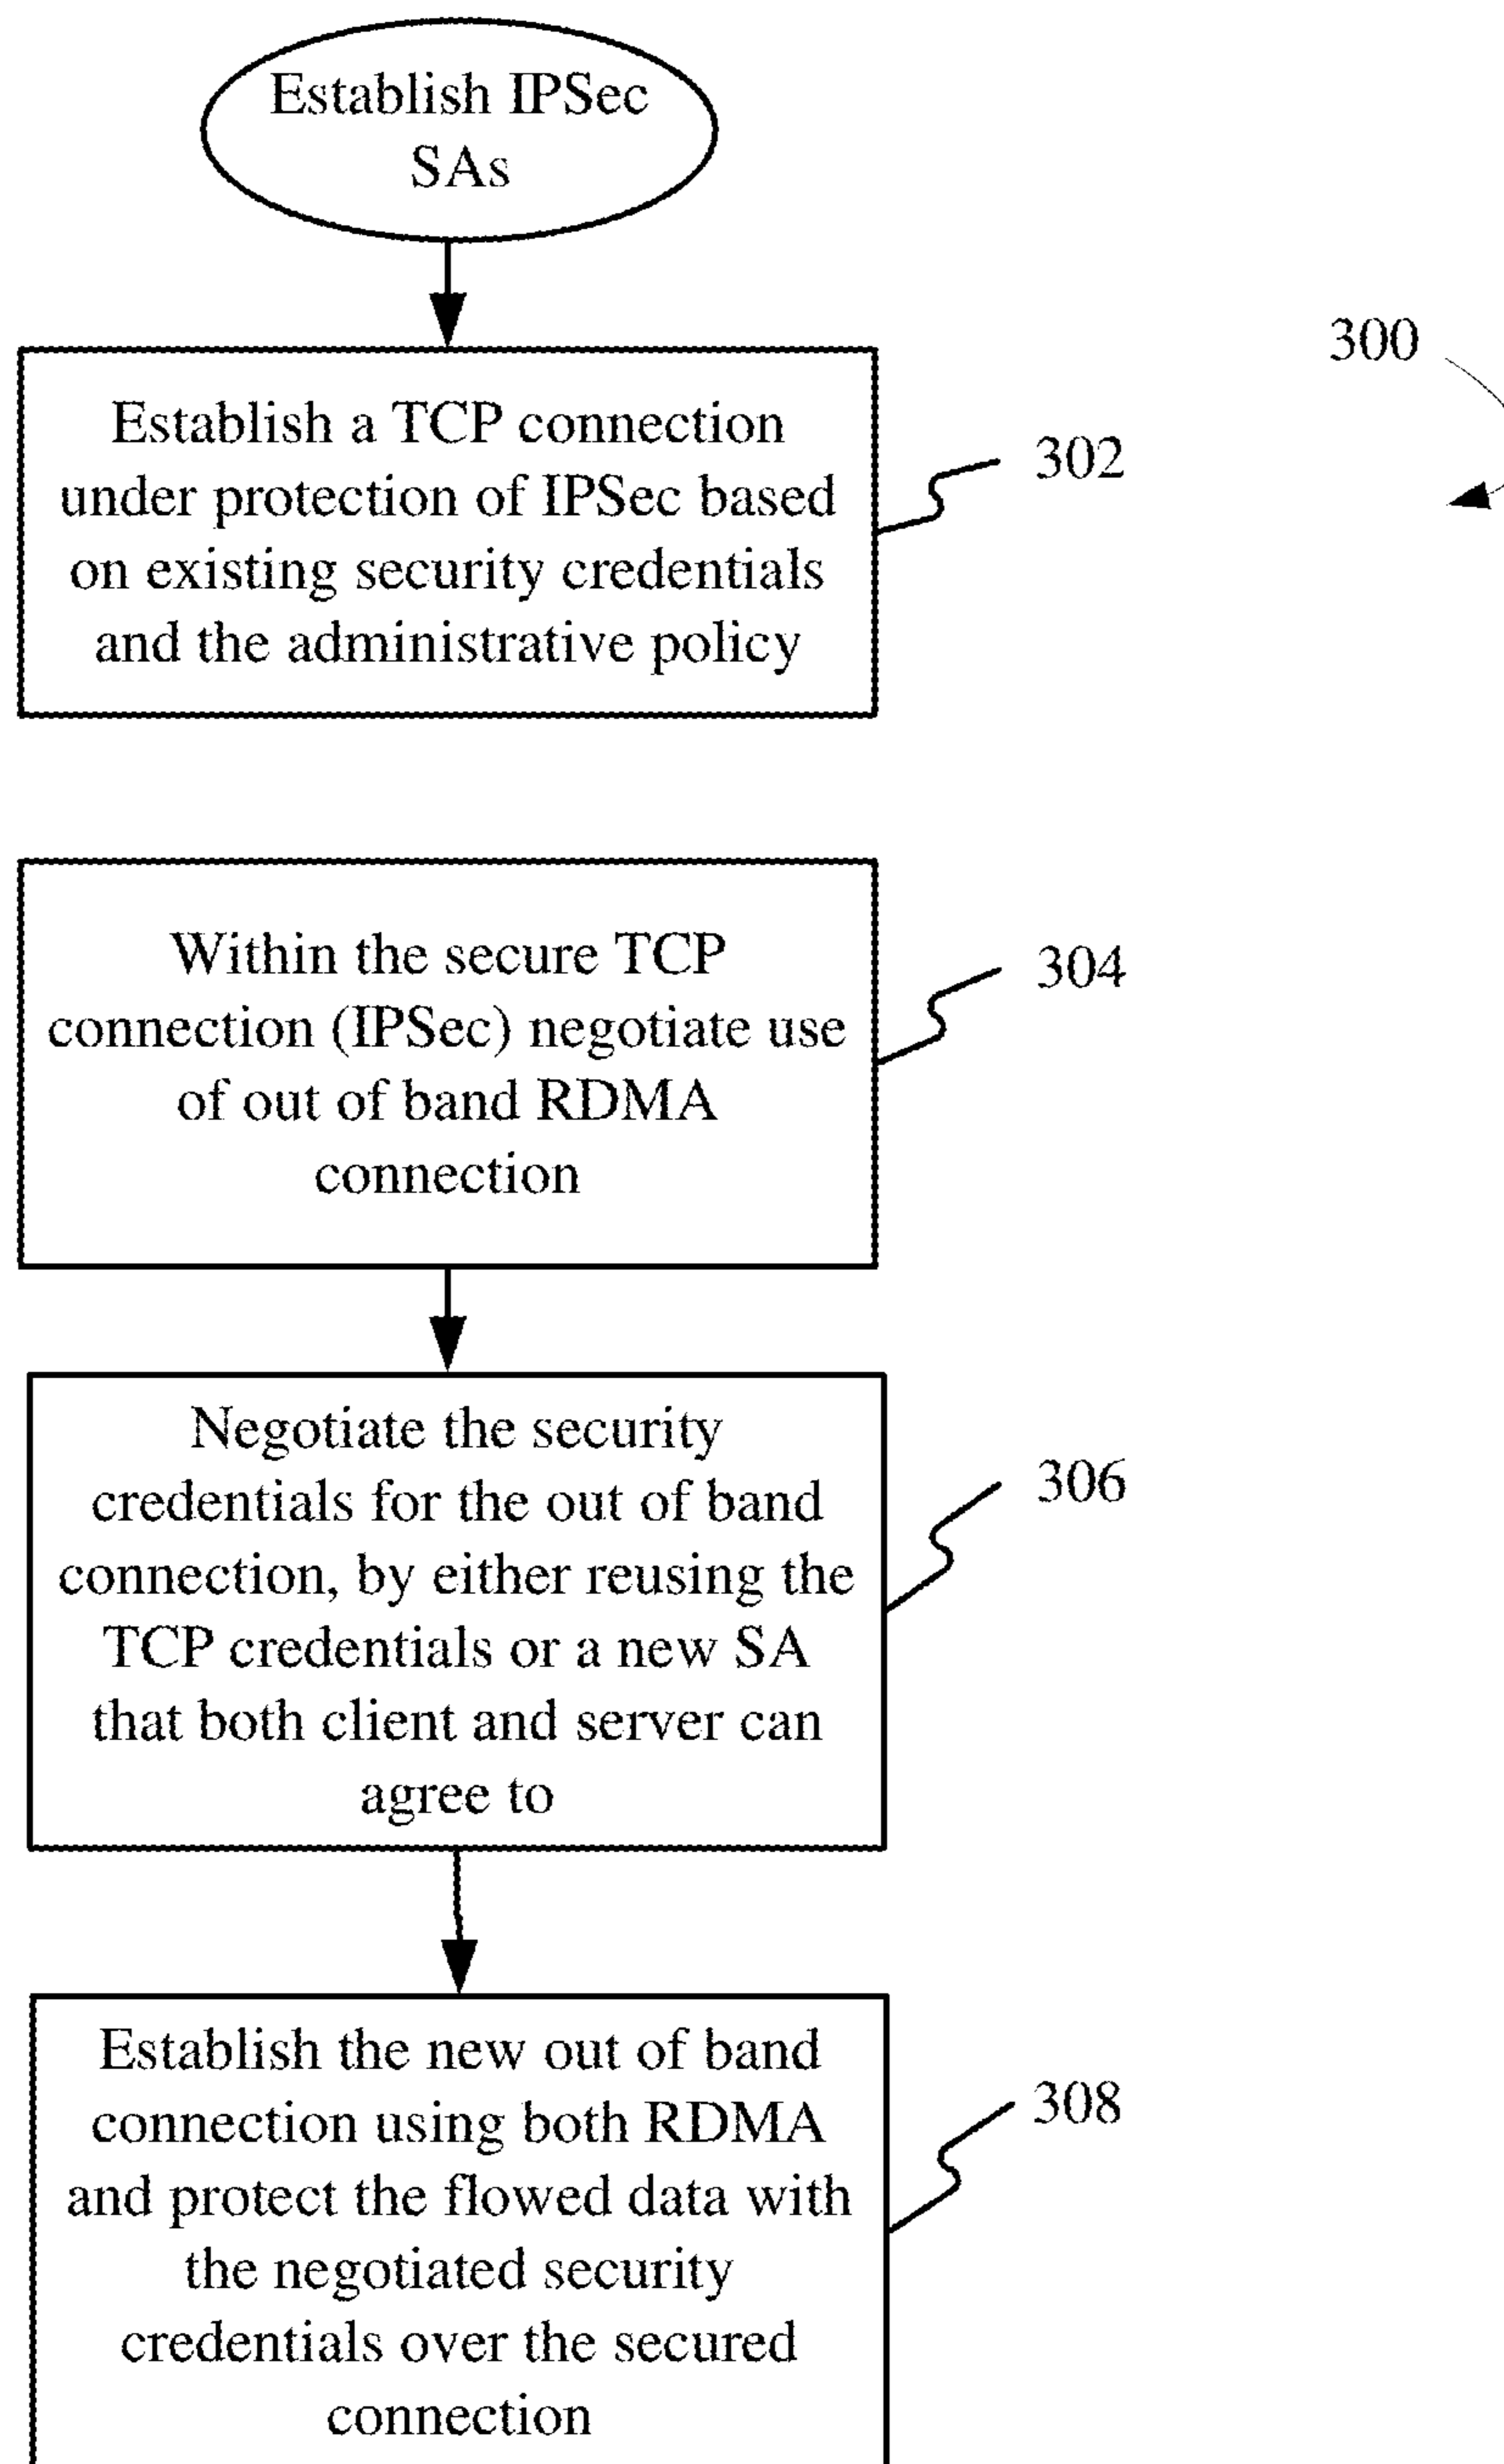 Establish IPSec
SAs
300
Establish a TCP connection
under protection of IPSec based
on existing security credentials
and the administrative policy
302
Within the secure TCP
connection (IPSec) negotiate use
of out of band RDMA
connection
304
Negotiate the security
credentials for the out of band
connection, by either reusing the
TCP credentials or a new SA
that both client and server can
agree to
306
Establish the new out of band
connection using both RDMA
and protect the flowed data with
the negotiated security
credentials over the secured
connection
308